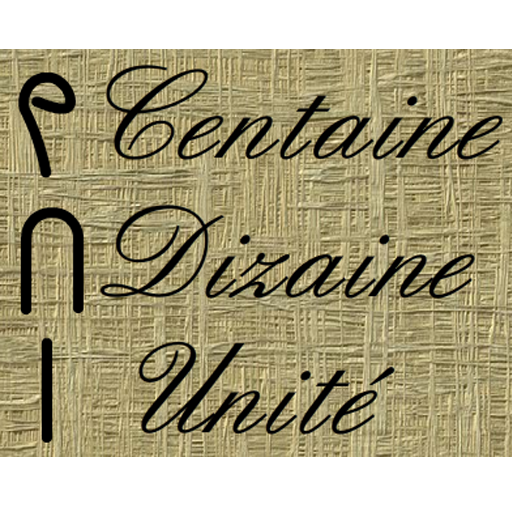 𓍢 Centaine
𓎆 Dizaine
𓏤 Unité